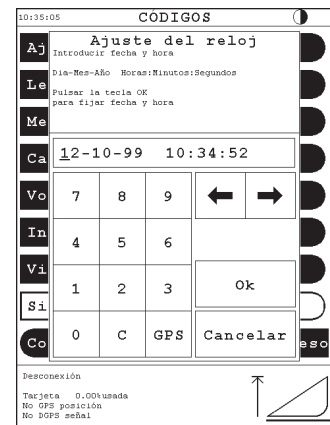 10:35:05 CÓDIGOS
Aj
Ajuste del reloj
Introducir fecha y hora
Dia-Mes-Año Horas:Minutos:Segundos
Le
Pulsar la tecla OK
para fijar fecha y hora
Me
Ca
12-10-99 10:34:52
Vo
7 8 9
In
4 5 6
Vi
1 2 3 Ok
Si
Co
0 C GPS Cancelar
eso
Desconexión
Tarjeta 0.00%usada
No GPS posición
No DGPS señal